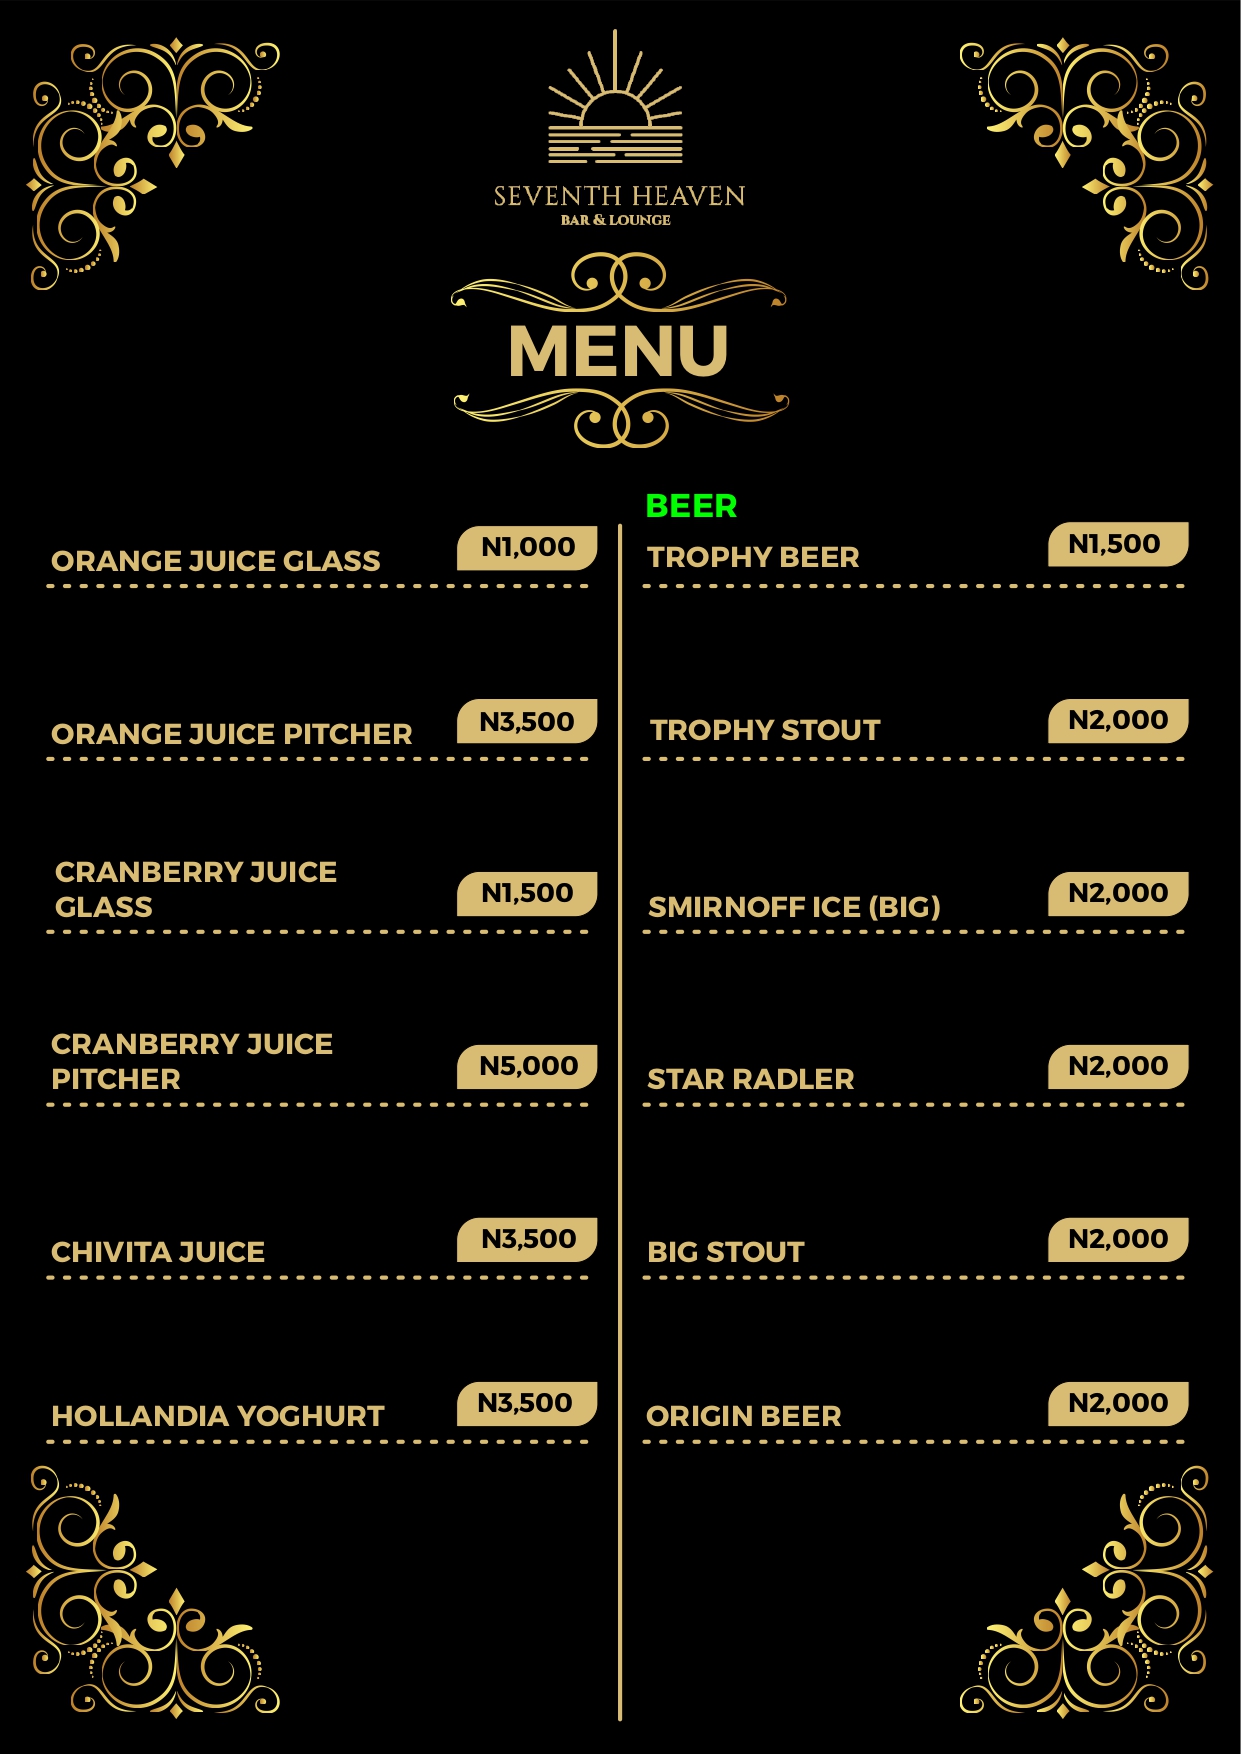 SEVENTH HEAVEN
BAR & LOUNGE
MENU
ORANGE JUICE GLASS N1,000
ORANGE JUICE PITCHER N3,500
CRANBERRY JUICE
GLASS N1,500
CRANBERRY JUICE
PITCHER N5,000
CHIVITA JUICE N3,500
HOLLANDIA YOGHURT N3,500
BEER
TROPHY BEER N1,500
TROPHY STOUT N2,000
SMIRNOFF ICE (BIG) N2,000
STAR RADLER N2,000
BIG STOUT N2,000
ORIGIN BEER N2,000